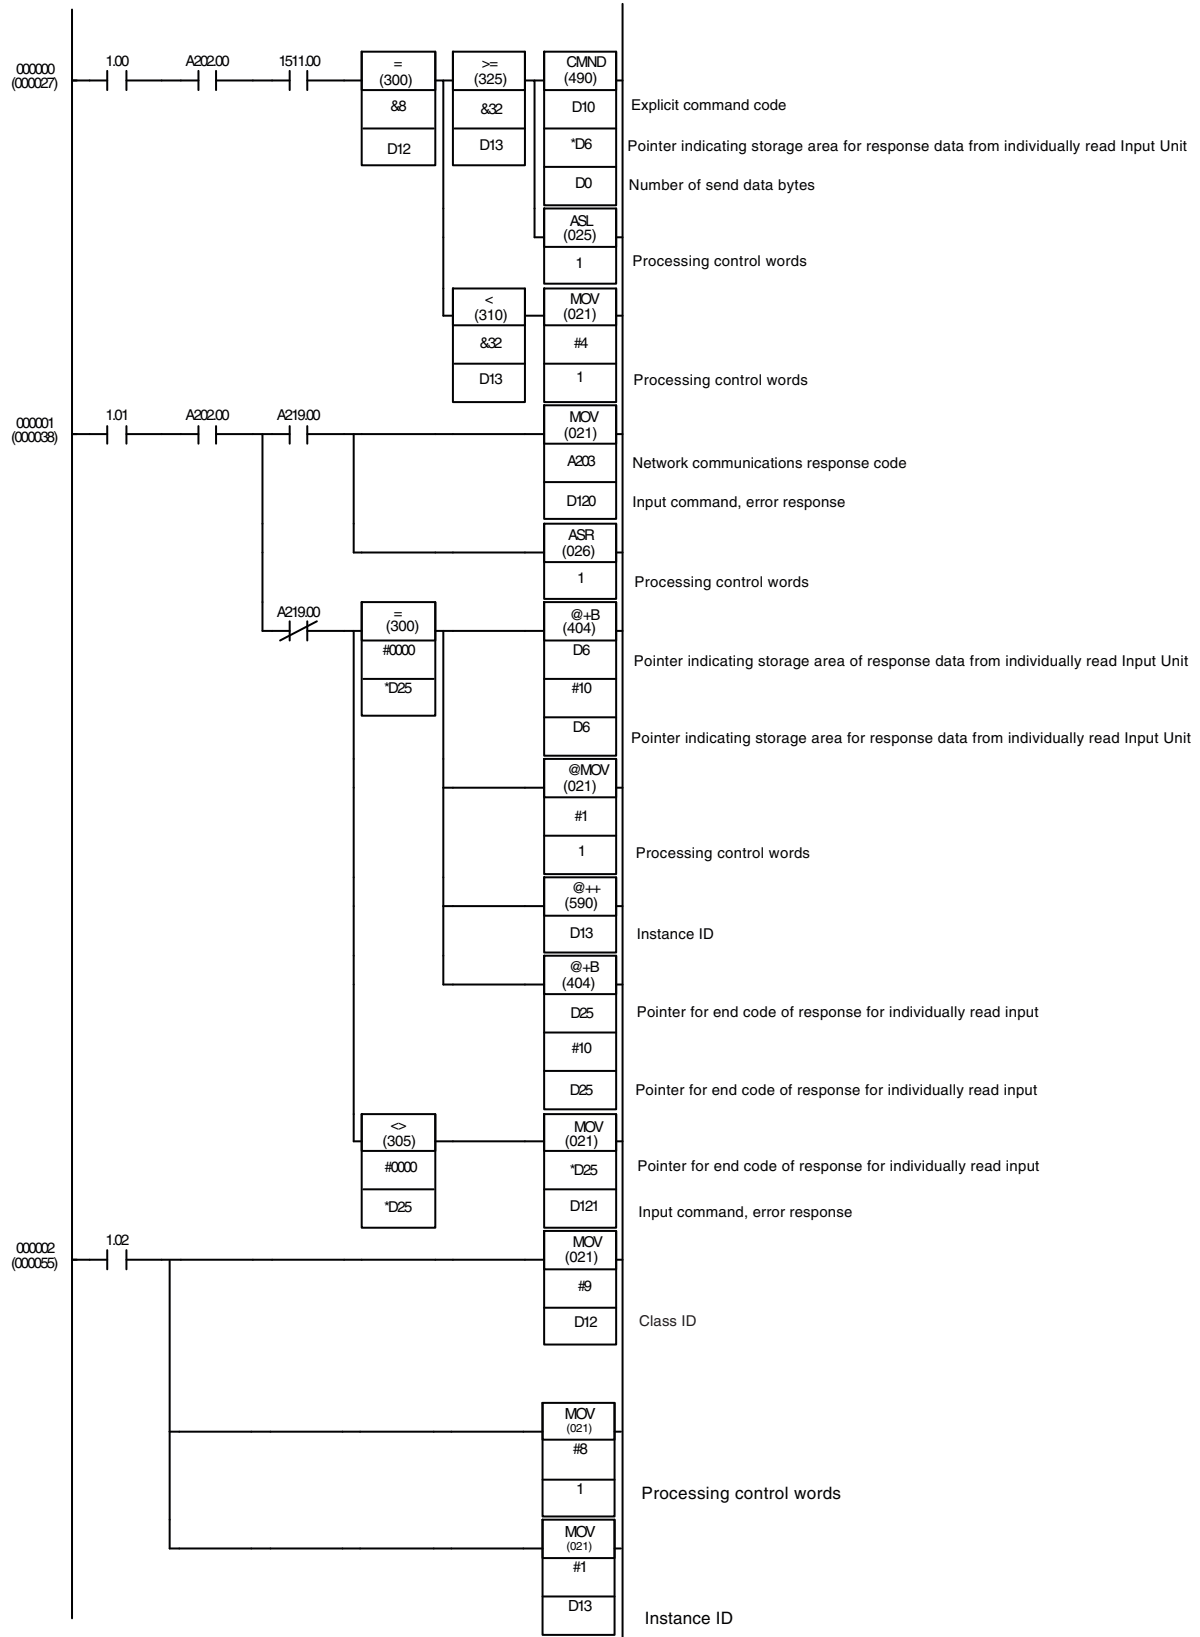 1.00 A202.00 1511.00
000000
(000027)
=
(300)
&8
D12
>=
(325)
&32
D13
CMND
(490)
D10 Explicit command code
*D6 Pointer indicating storage area for response data from individually read Input Unit
D0 Number of send data bytes
ASL
(025)
1 Processing control words
<
(310)
&32
D13
MOV
(021)
#4
1 Processing control words
1.01 A202.00 A219.00
000001
(000038)
MOV
(021)
A203 Network communications response code
D120 Input command, error response
ASR
(026)
1 Processing control words
A219.00
=
(300)
#0000
*D25
@+B
(404)
D6 Pointer indicating storage area of response data from individually read Input Unit
#10
D6 Pointer indicating storage area for response data from individually read Input Unit
@MOV
(021)
#1
1 Processing control words
@++
(590)
D13 Instance ID
@+B
(404)
D25 Pointer for end code of response for individually read input
#10
D25 Pointer for end code of response for individually read input
<>
(305)
#0000
*D25
MOV
(021)
*D25 Pointer for end code of response for individually read input
D121 Input command, error response
1.02
000002
(000055)
MOV
(021)
#9
D12 Class ID
MOV
(021)
#8
1 Processing control words
MOV
(021)
#1
D13 Instance ID